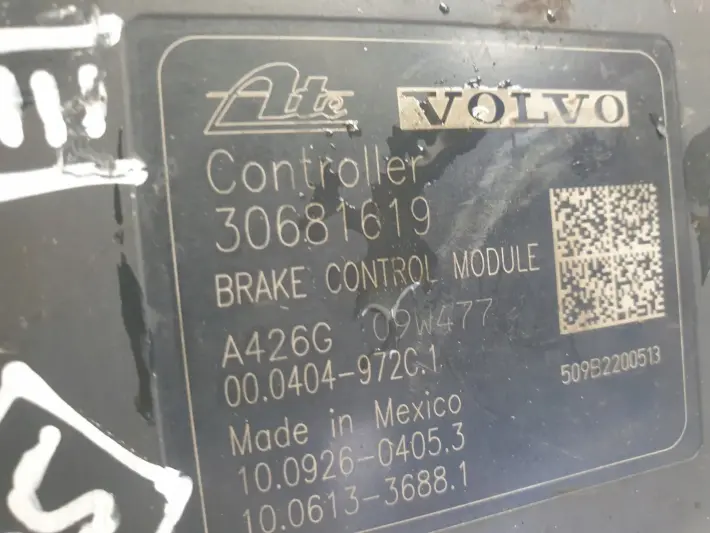 Ate VOLVO
Controller
30681619
BRAKE CONTROL MODULE
A426G 09W477
00.0404-972C.1
509B2200513
Made in Mexico
10.0926-0405.3
10.0613-3688.1